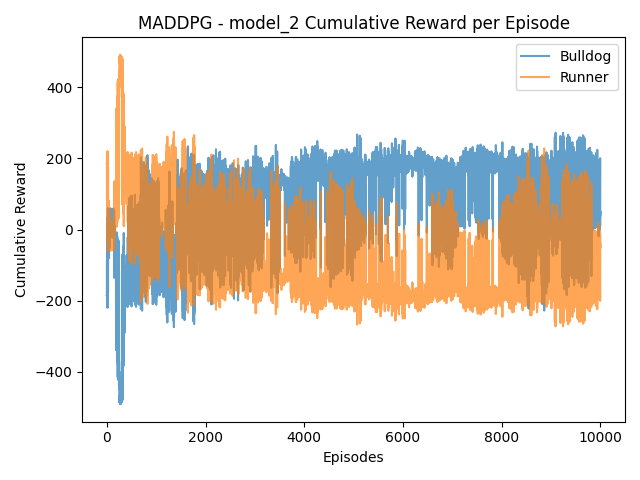 MADDPG - model_2 Cumulative Reward per Episode
Bulldog
Runner
Cumulative Reward
400
200
0
−200
−400
0 2000 4000 6000 8000 10000
Episodes